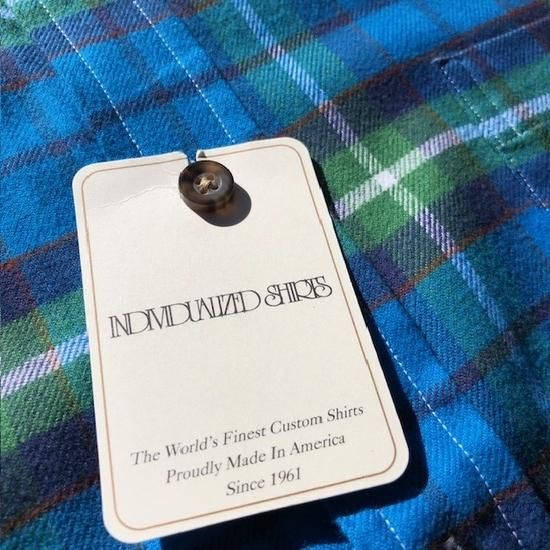 INDIVIDUALIZED SHIRTS
The World's Finest Custom Shirts
Proudly Made In America
Since 1961